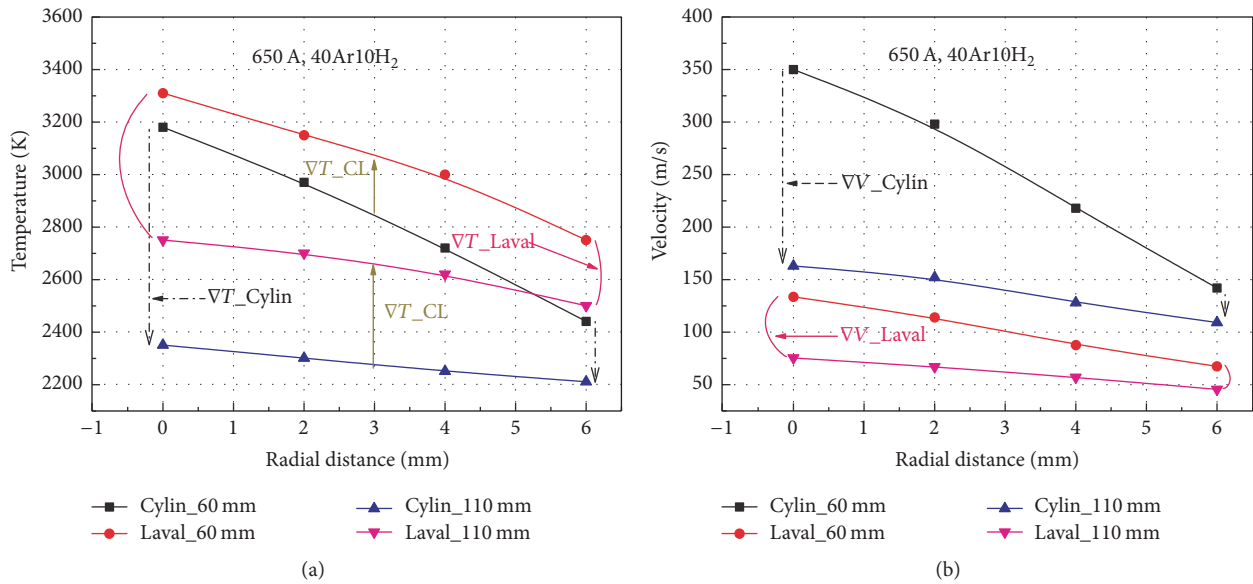 3600
3400
3200
3000
2800
2600
2400
2200
Temperature (K)
650 A, 40Ar10H₂
∇T_CL
∇T_Laval
∇T_Cylin
∇T_CL
−1 0 1 2 3 4 5 6
Radial distance (mm)
Cylin_60 mm
Laval_60 mm
Cylin_110 mm
Laval_110 mm
(a)
400
350
300
250
200
150
100
50
Velocity (m/s)
650 A, 40Ar10H₂
∇V_Cylin
∇V_Laval
−1 0 1 2 3 4 5 6
Radial distance (mm)
Cylin_60 mm
Laval_60 mm
Cylin_110 mm
Laval_110 mm
(b)